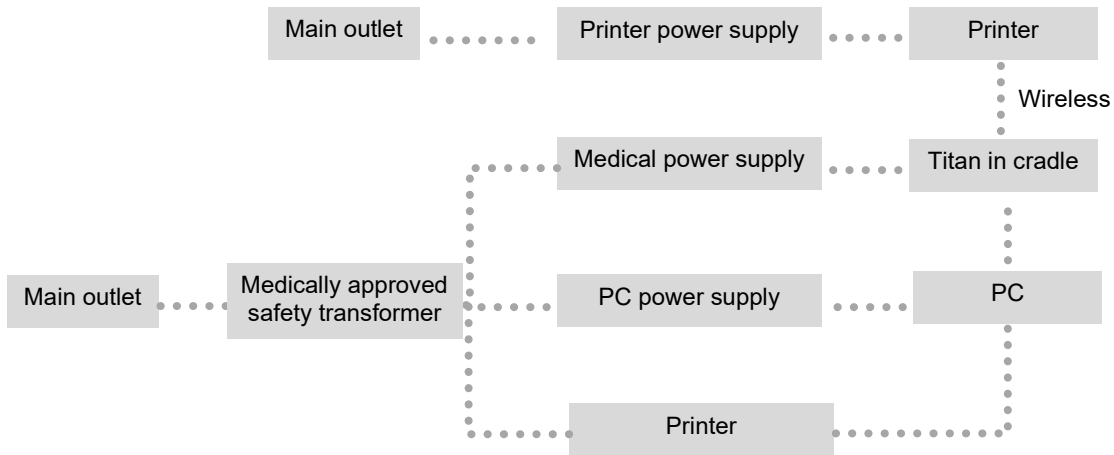 Main outlet
Printer power supply
Printer
Wireless
Medical power supply
Titan in cradle
Main outlet
Medically approved
safety transformer
PC power supply
PC
Printer